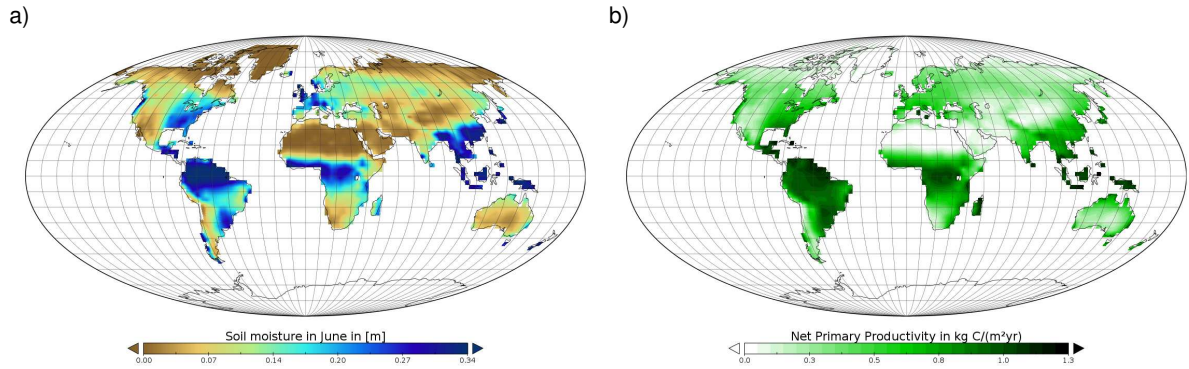 a)
b)
Soil moisture in June in [m]
0.00 0.07 0.14 0.20 0.27 0.34
Net Primary Productivity in kg C/(m²yr)
0.0 0.3 0.5 0.8 1.0 1.3